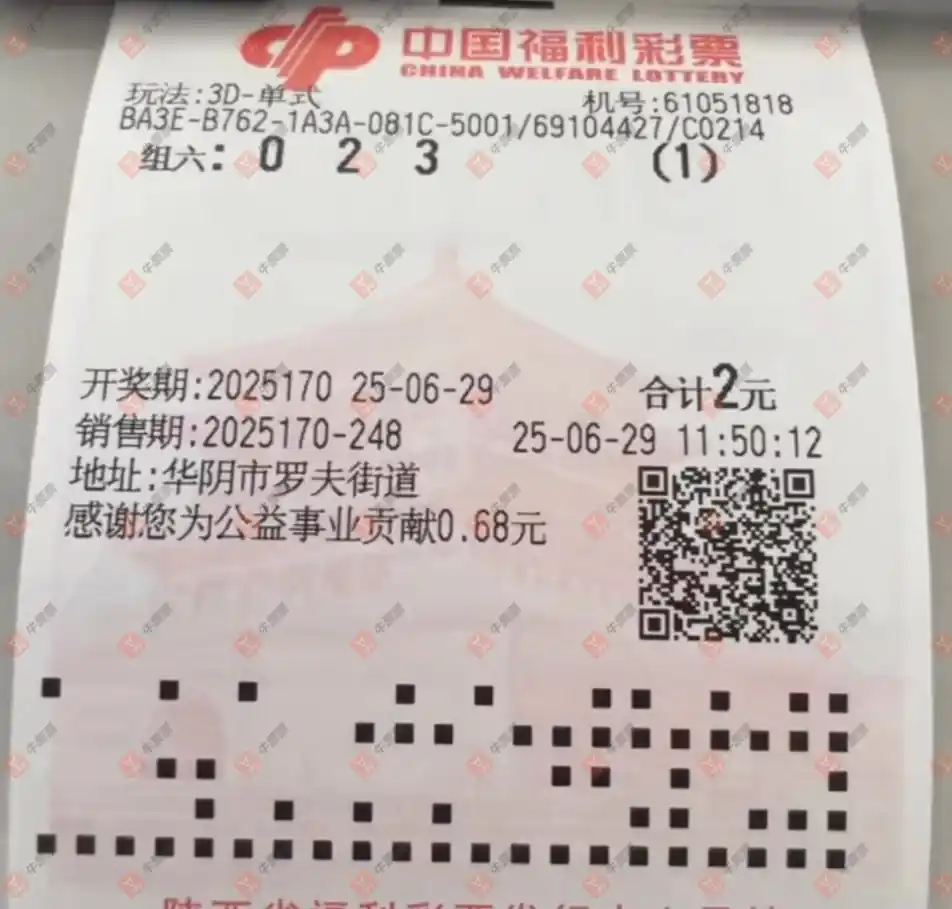 中国福利彩票
CHINA WELFARE LOTTERY
玩法:3D-单式 机号:61051818
BA3E-B762-1A3A-081C-5001/69104427/C0214
组六: 0 2 3 (1)
开奖期:2025170 25-06-29 合计2元
销售期:2025170-248 25-06-29 11:50:12
地址:华阴市罗夫街道
感谢您为公益事业贡献0.68元